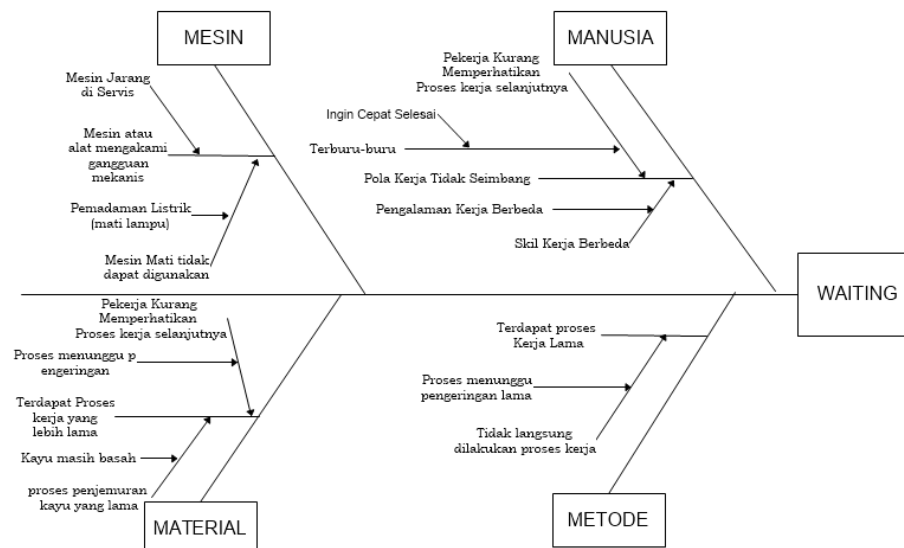 MESIN
MANUSIA
Mesin Jarang
di Servis
Mesin atau
alat mengakami
gangguan
mekanis
Pemadaman Listrik
(mati lampu)
Mesin Mati tidak
dapat digunakan
Pekerja Kurang
Memperhatikan
Proses kerja selanjutnya
Ingin Cepat Selesai
Terburu-buru
Pola Kerja Tidak Seimbang
Pengalaman Kerja Berbeda
Skil Kerja Berbeda
WAITING
Pekerja Kurang
Memperhatikan
Proses kerja selanjutnya
Proses menunggu p
engeringan
Terdapat Proses
kerja yang
lebih lama
Kayu masih basah
proses penjemuran
kayu yang lama
Terdapat proses
Kerja Lama
Proses menunggu
pengeringan lama
Tidak langsung
dilakukan proses kerja
MATERIAL
METODE